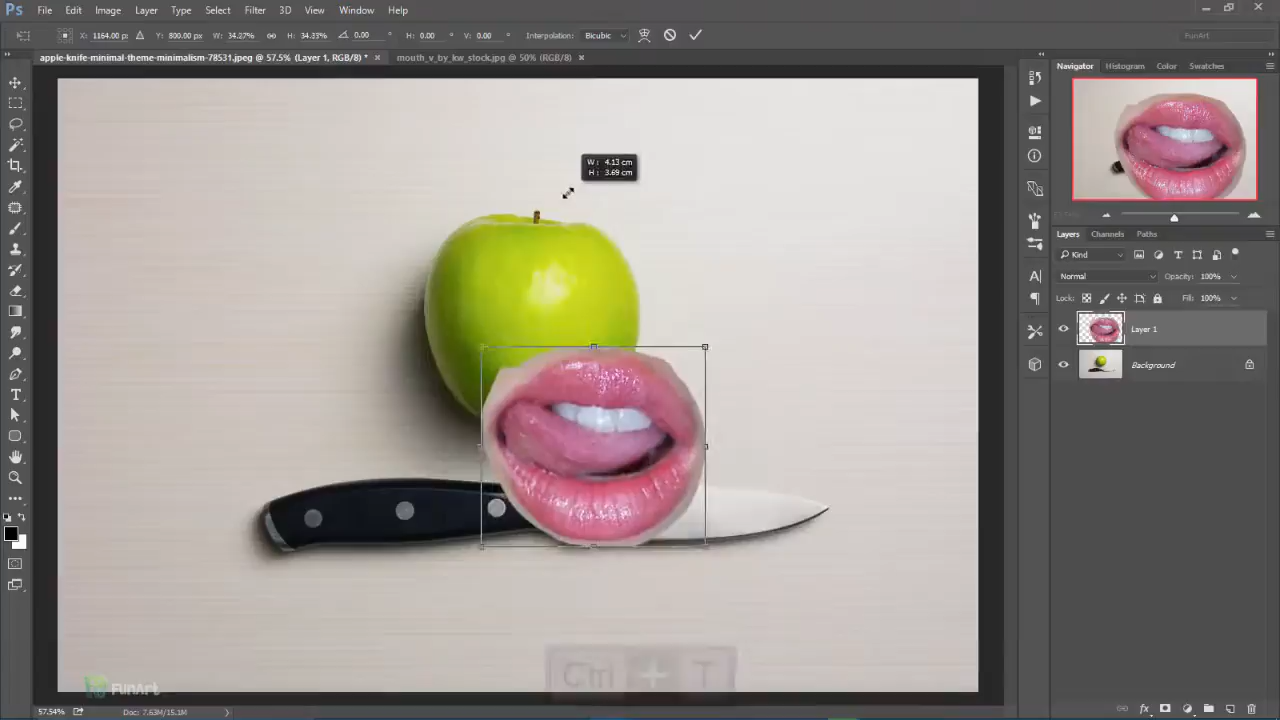 Ps File Edit Image Layer Type Select Filter 3D View Window Help
X: 1164.00 px Y: 800.00 px W: 34.27% H: 34.33% 0.00 ° H: 0.00 ° V: 0.00 ° Interpolation: Bicubic FunArt
apple-knife-minimal-theme-minimalism-78531.jpeg @ 57.5% (Layer 1, RGB/8) * × mouth_v_by_kw_stock.jpg @ 50% (RGB/8) ×
Navigator Histogram Color Swatches
W: 4.13 cm
H: 3.69 cm
Layers Channels Paths
Kind
Normal Opacity: 100%
Lock: Fill: 100%
Layer 1
Background
Ctrl + T
FunArt
57.54% Doc: 7.63M/15.1M